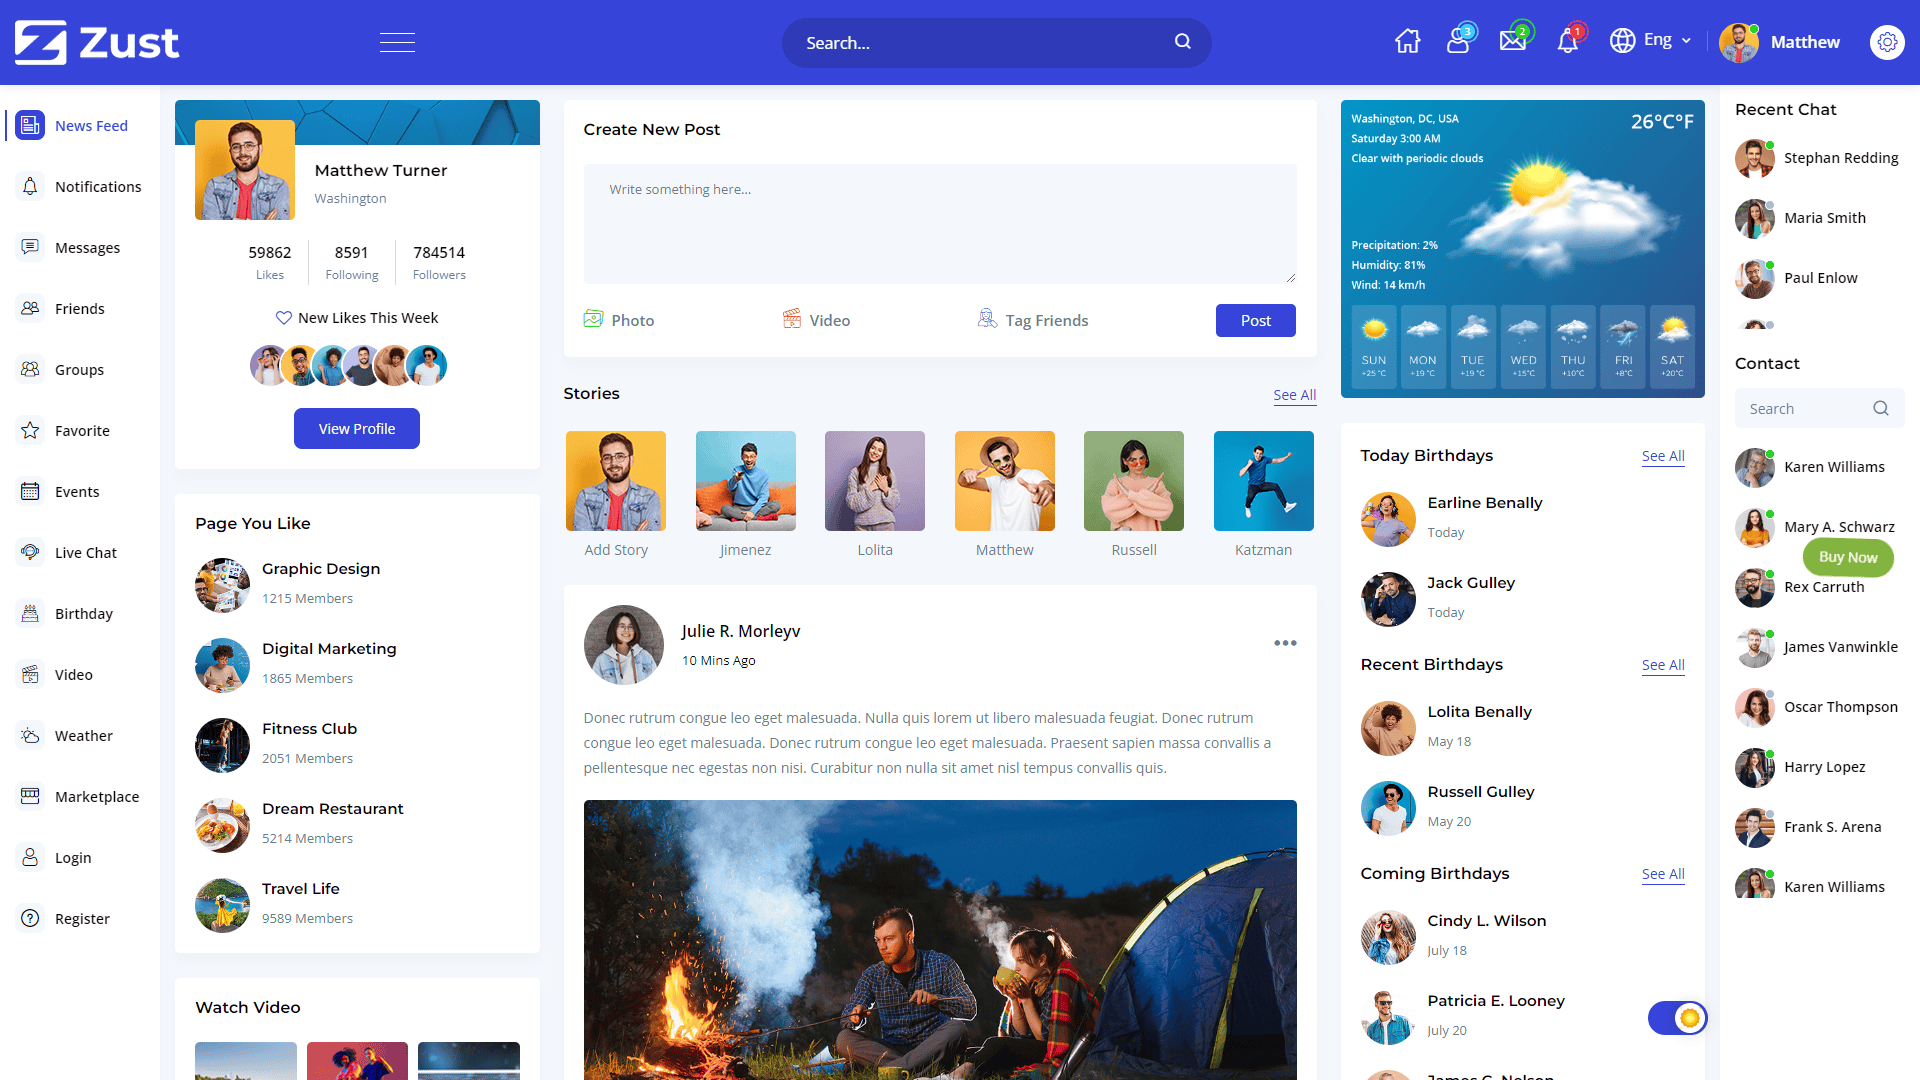 Zust
Search...
3
2
1
Eng
Matthew
News Feed
Notifications
Messages
Friends
Groups
Favorite
Events
Live Chat
Birthday
Video
Weather
Marketplace
Login
Register
Matthew Turner
Washington
59862
Likes
8591
Following
784514
Followers
New Likes This Week
View Profile
Page You Like
Graphic Design
1215 Members
Digital Marketing
1865 Members
Fitness Club
2051 Members
Dream Restaurant
5214 Members
Travel Life
9589 Members
Watch Video
Create New Post
Write something here...
Photo
Video
Tag Friends
Post
Stories
See All
Add Story
Jimenez
Lolita
Matthew
Russell
Katzman
Julie R. Morleyv
10 Mins Ago
Donec rutrum congue leo eget malesuada. Nulla quis lorem ut libero malesuada feugiat. Donec rutrum
congue leo eget malesuada. Donec rutrum congue leo eget malesuada. Praesent sapien massa convallis a
pellentesque nec egestas non nisi. Curabitur non nulla sit amet nisl tempus convallis quis.
Washington, DC, USA
26°C°F
Saturday 3:00 AM
Clear with periodic clouds
Precipitation: 2%
Humidity: 81%
Wind: 14 km/h
SUN
+25 °C
MON
+19 °C
TUE
+19 °C
WED
+15°C
THU
+10°C
FRI
+8°C
SAT
+20°C
Today Birthdays
See All
Earline Benally
Today
Jack Gulley
Today
Recent Birthdays
See All
Lolita Benally
May 18
Russell Gulley
May 20
Coming Birthdays
See All
Cindy L. Wilson
July 18
Patricia E. Looney
July 20
James G. Nelson
Recent Chat
Stephan Redding
Maria Smith
Paul Enlow
Contact
Search
Karen Williams
Mary A. Schwarz
Buy Now
Rex Carruth
James Vanwinkle
Oscar Thompson
Harry Lopez
Frank S. Arena
Karen Williams